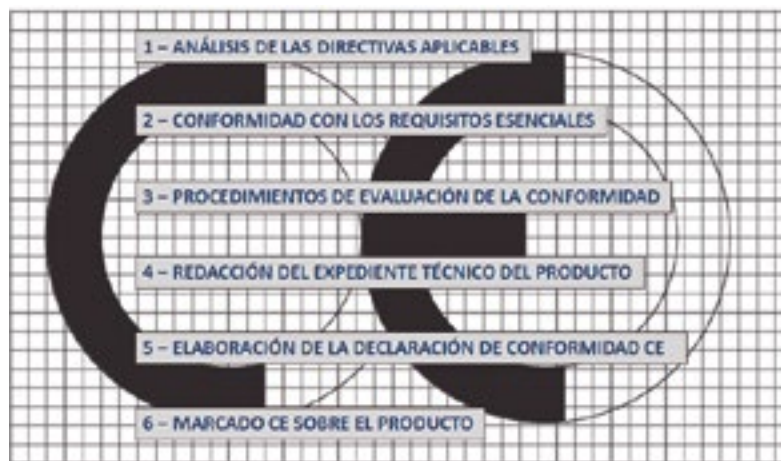 1 – ANÁLISIS DE LAS DIRECTIVAS APLICABLES
2 – CONFORMIDAD CON LOS REQUISITOS ESENCIALES
3 – PROCEDIMIENTOS DE EVALUACIÓN DE LA CONFORMIDAD
4 – REDACCIÓN DEL EXPEDIENTE TÉCNICO DEL PRODUCTO
5 – ELABORACIÓN DE LA DECLARACIÓN DE CONFORMIDAD CE
6 – MARCADO CE SOBRE EL PRODUCTO